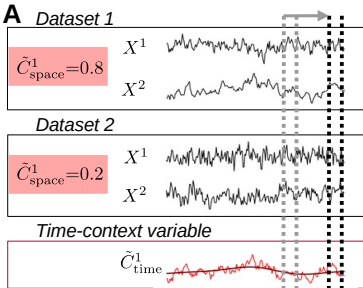 A
Dataset 1
C̃¹space=0.8
X¹
X²
Dataset 2
C̃¹space=0.2
X¹
X²
Time-context variable
C̃¹time